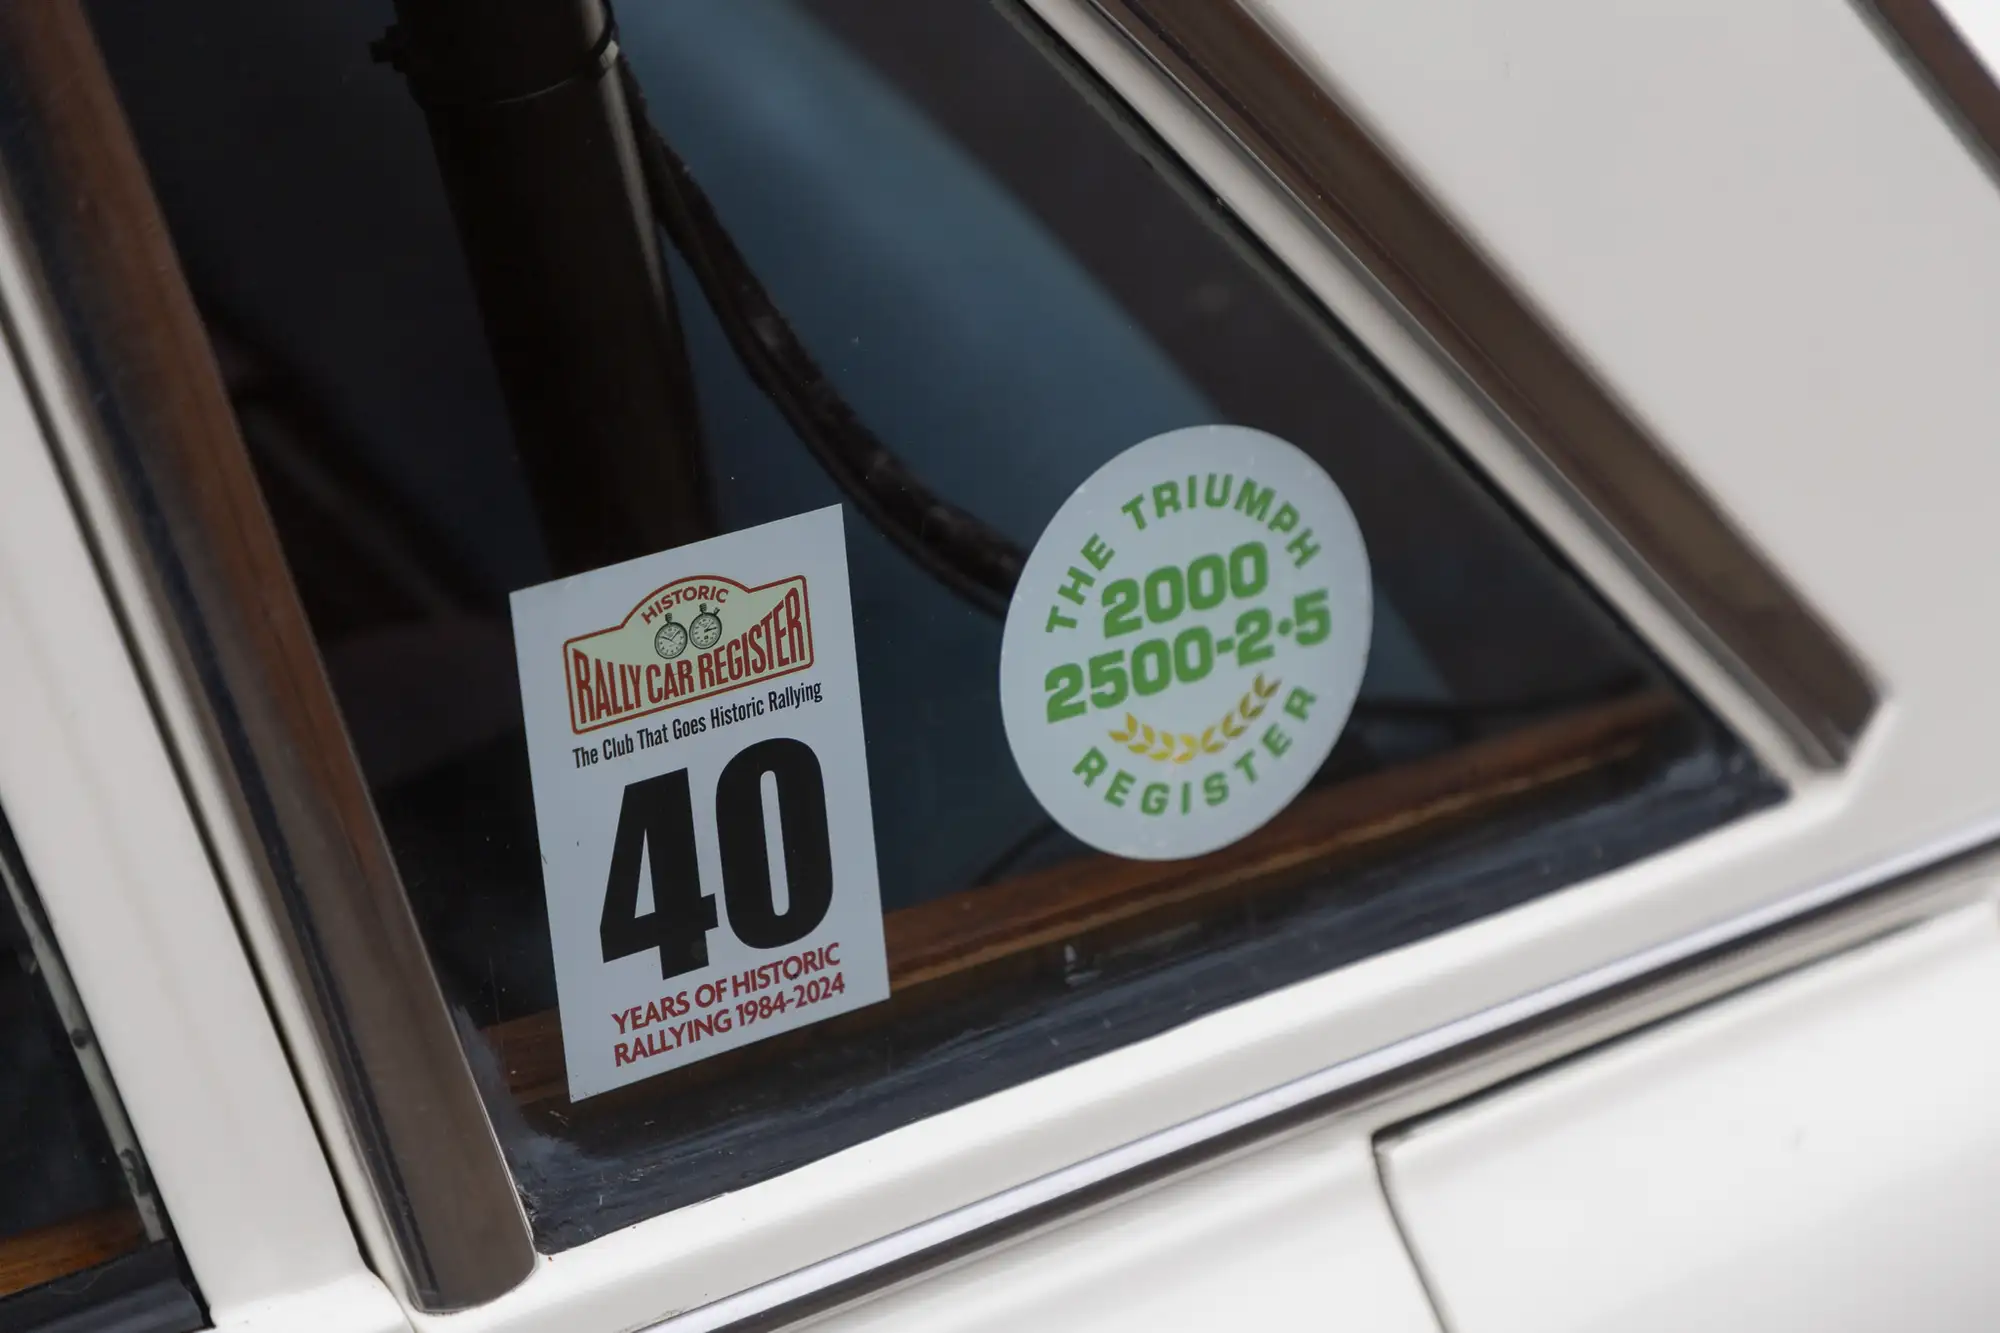 HISTORIC
RALLY CAR REGISTER
The Club That Goes Historic Rallying
40
YEARS OF HISTORIC
RALLYING 1984-2024
THE TRIUMPH
2000
2500-2•5
REGISTER